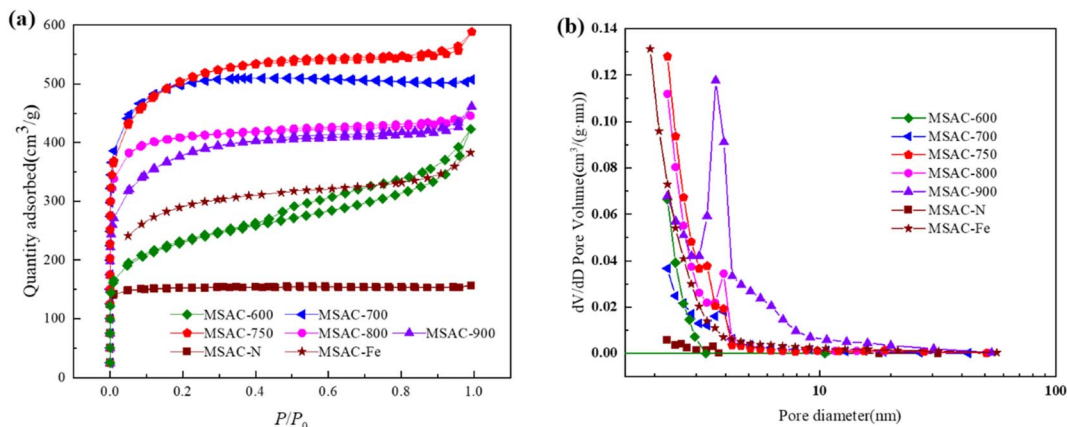 (a)
600
500
400
300
200
150
100
0
Quantity adsorbed(cm³/g)
MSAC-600 MSAC-700
MSAC-750 MSAC-800 MSAC-900
MSAC-N MSAC-Fe
0.0 0.2 0.4 0.6 0.8 1.0
P/P₀
(b)
0.14
0.12
0.10
0.08
0.06
0.04
0.02
0.00
dV/dD Pore Volume(cm³/(g·nm))
MSAC-600
MSAC-700
MSAC-750
MSAC-800
MSAC-900
MSAC-N
MSAC-Fe
10 100
Pore diameter(nm)